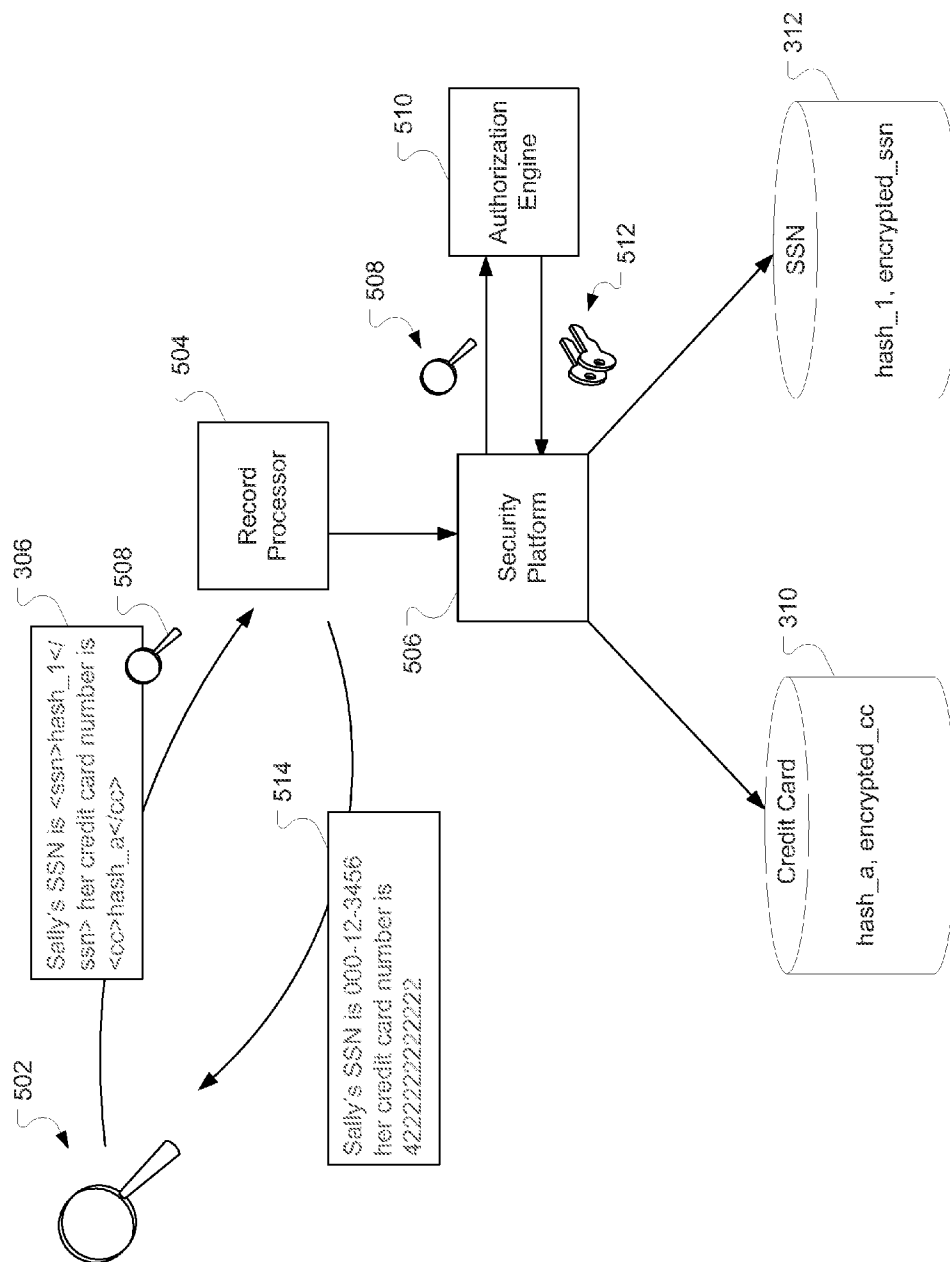 502
306
Sally's SSN is <ssn>hash_1</
ssn> her credit card number is
<cc>hash_a</cc>
508
504
Record
Processor
514
Sally's SSN is 000-12-3456
her credit card number is
4222222222222
506
Security
Platform
508
510
Authorization
Engine
512
310
Credit Card
hash_a, encrypted_cc
312
SSN
hash_1, encrypted_ssn